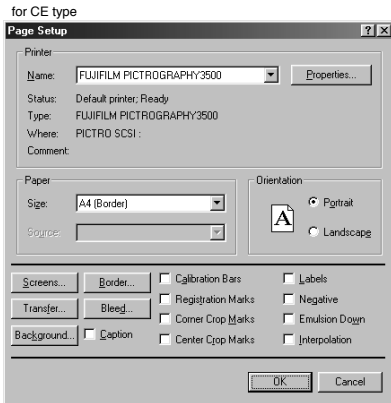 for CE type
Page Setup
Printer
Name: FUJIFILM PICTROGRAPHY3500 Properties...
Status: Default printer; Ready
Type: FUJIFILM PICTROGRAPHY3500
Where: PICTRO SCSI :
Comment:
Paper
Size: A4 (Border)
Source:
Orientation
A
Portrait
Landscape
Screens... Border... Calibration Bars Labels
Transfer... Bleed... Registration Marks Negative
Background... Caption Corner Crop Marks Emulsion Down
Center Crop Marks Interpolation
OK Cancel